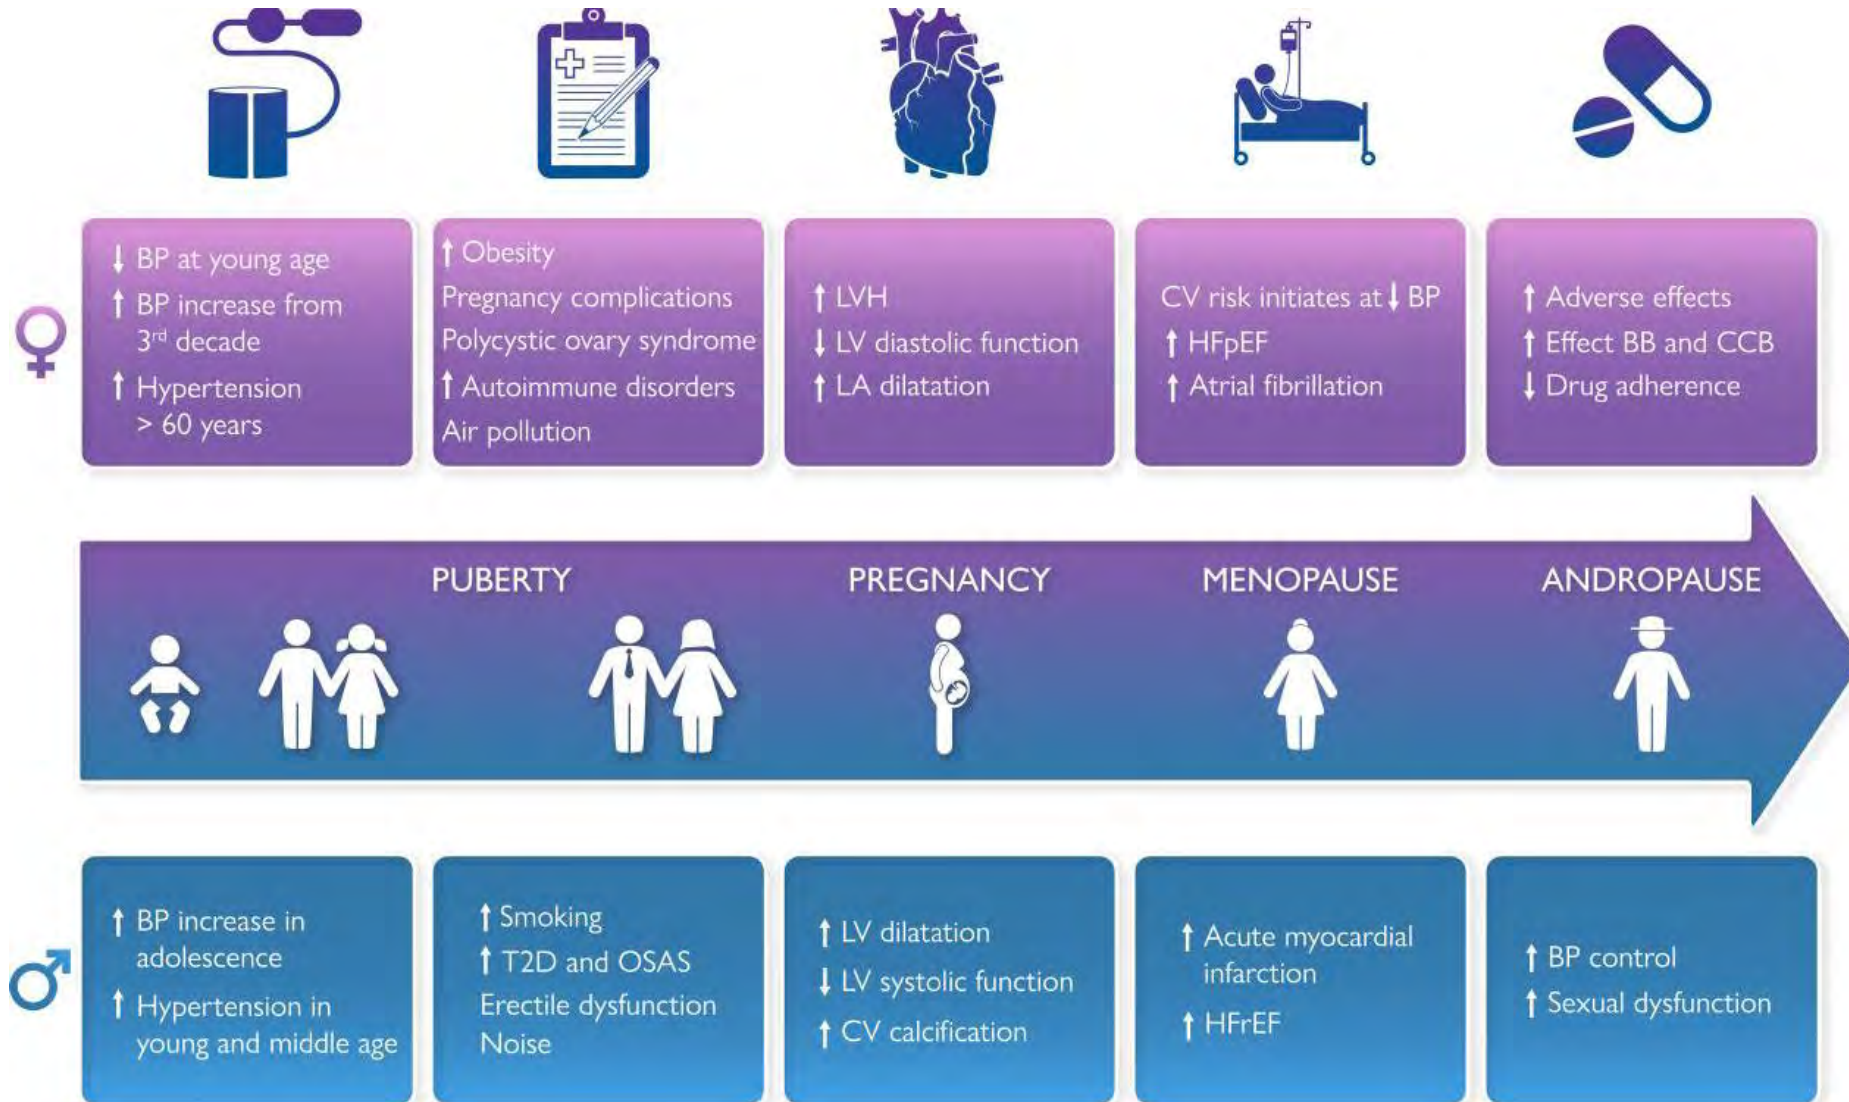 ↓ BP at young age
↑ BP increase from
3rd decade
↑ Hypertension
> 60 years
↑ Obesity
Pregnancy complications
Polycystic ovary syndrome
↑ Autoimmune disorders
Air pollution
↑ LVH
↓ LV diastolic function
↑ LA dilatation
CV risk initiates at ↓ BP
↑ HFpEF
↑ Atrial fibrillation
↑ Adverse effects
↑ Effect BB and CCB
↓ Drug adherence
PUBERTY
PREGNANCY
MENOPAUSE
ANDROPAUSE
↑ BP increase in
adolescence
↑ Hypertension in
young and middle age
↑ Smoking
↑ T2D and OSAS
Erectile dysfunction
Noise
↑ LV dilatation
↓ LV systolic function
↑ CV calcification
↑ Acute myocardial
infarction
↑ HFrEF
↑ BP control
↑ Sexual dysfunction